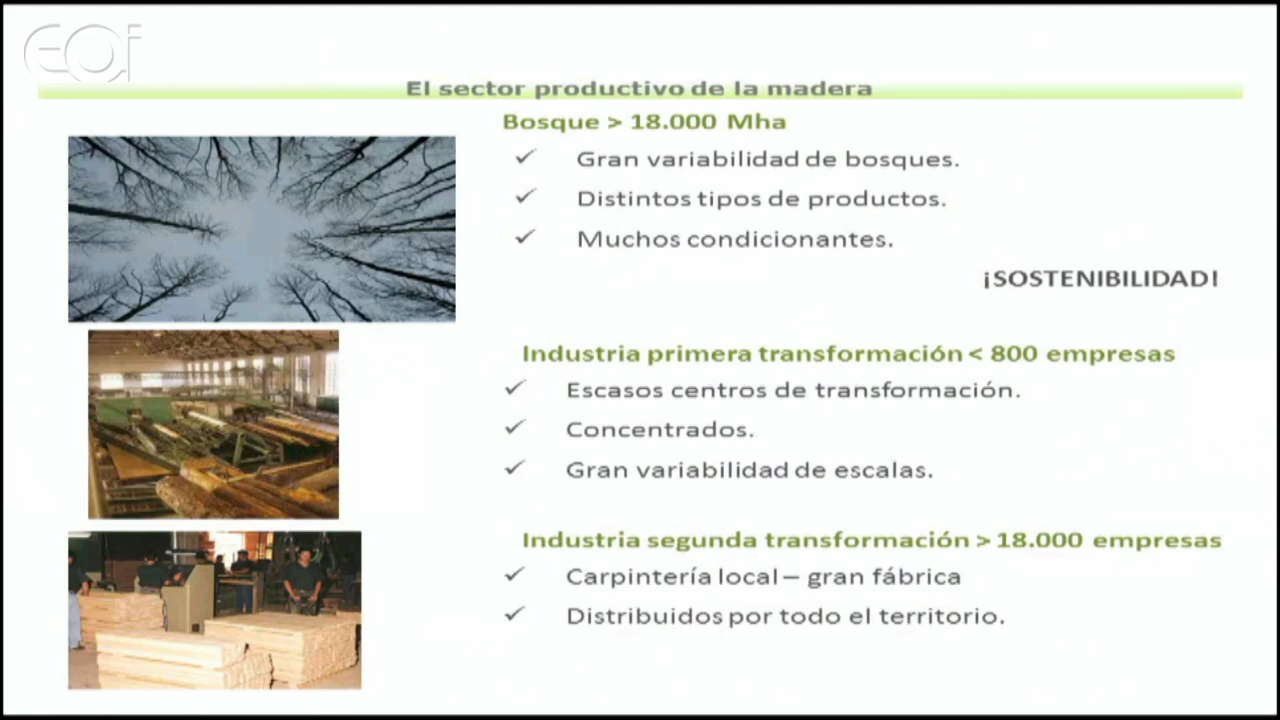 eoi
El sector productivo de la madera
Bosque > 18.000 Mha
✓ Gran variabilidad de bosques.
✓ Distintos tipos de productos.
✓ Muchos condicionantes.
¡SOSTENIBILIDAD!
Industria primera transformación < 800 empresas
✓ Escasos centros de transformación.
✓ Concentrados.
✓ Gran variabilidad de escalas.
Industria segunda transformación > 18.000 empresas
✓ Carpintería local – gran fábrica
✓ Distribuidos por todo el territorio.